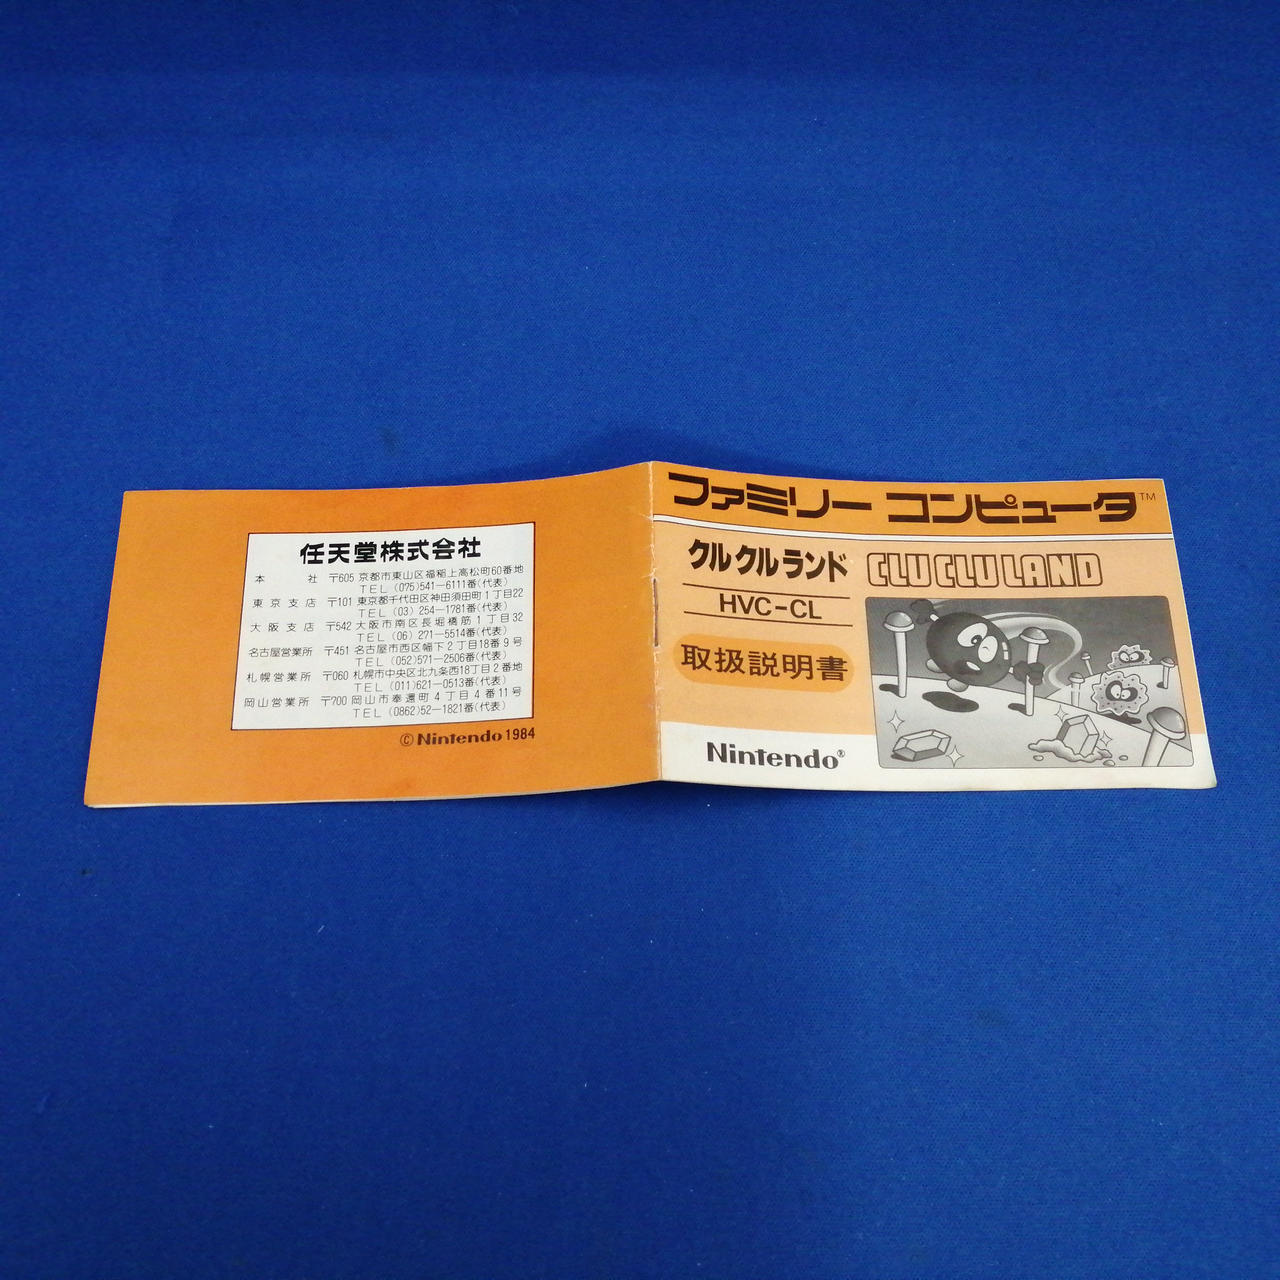 任天堂株式会社
本社 〒605 京都市東山区福稲上高松町60番地
TEL (075)541−6111番(代表)
東京支店 〒101 東京都千代田区神田須田町1丁目22
TEL (03) 254−1781番(代表)
大阪支店 〒542 大阪市南区長堀橋筋1丁目32
TEL (06) 271−5514番(代表)
名古屋営業所 〒451 名古屋市西区幅下2丁目18番9号
TEL (052)571−2506番(代表)
札幌営業所 〒060 札幌市中央区北九条西18丁目2番地
TEL (011)621−0513番(代表)
岡山営業所 〒700 岡山市奉還町4丁目4番11号
TEL (0862)52−1821番(代表)
© Nintendo 1984
ファミリー コンピュータ™
クルクルランド
CLU CLU LAND
HVC-CL
取扱説明書
Nintendo®